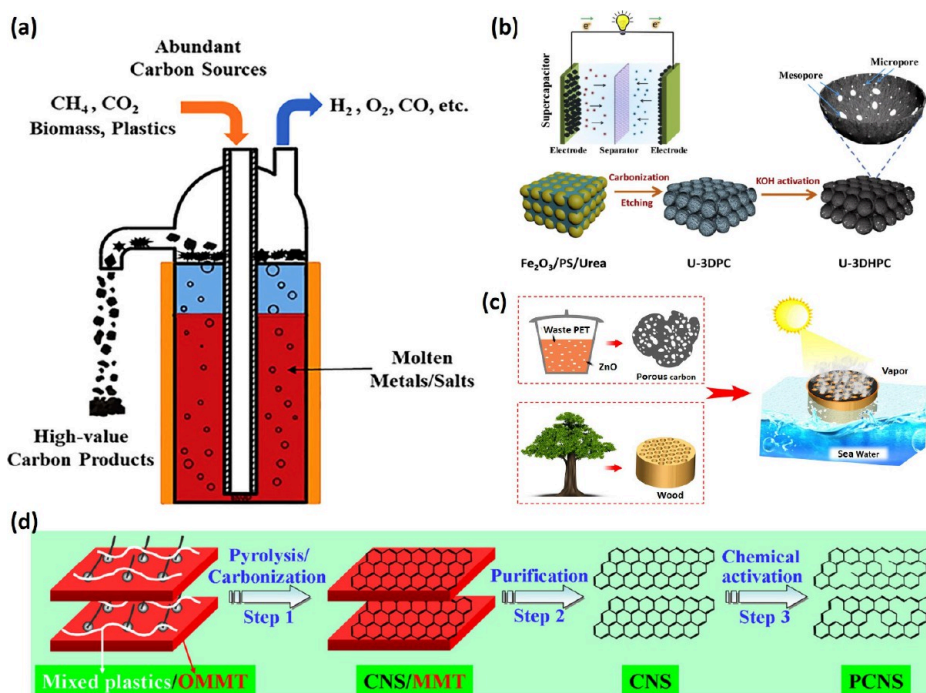 (a)
Abundant
Carbon Sources
CH₄, CO₂
Biomass, Plastics
H₂, O₂, CO, etc.
Molten
Metals/Salts
High-value
Carbon Products
(b)
e⁻
e⁻
Supercapacitor
Electrode
Separator
Electrode
Mesopore
Micropore
Carbonization
Etching
KOH activation
Fe₂O₃/PS/Urea
U-3DPC
U-3DHPC
(c)
Waste PET
ZnO
Porous carbon
Wood
Vapor
Sea Water
(d)
Pyrolysis/
Carbonization
Step 1
Purification
Step 2
Chemical
activation
Step 3
Mixed plastics/OMMT
CNS/MMT
CNS
PCNS